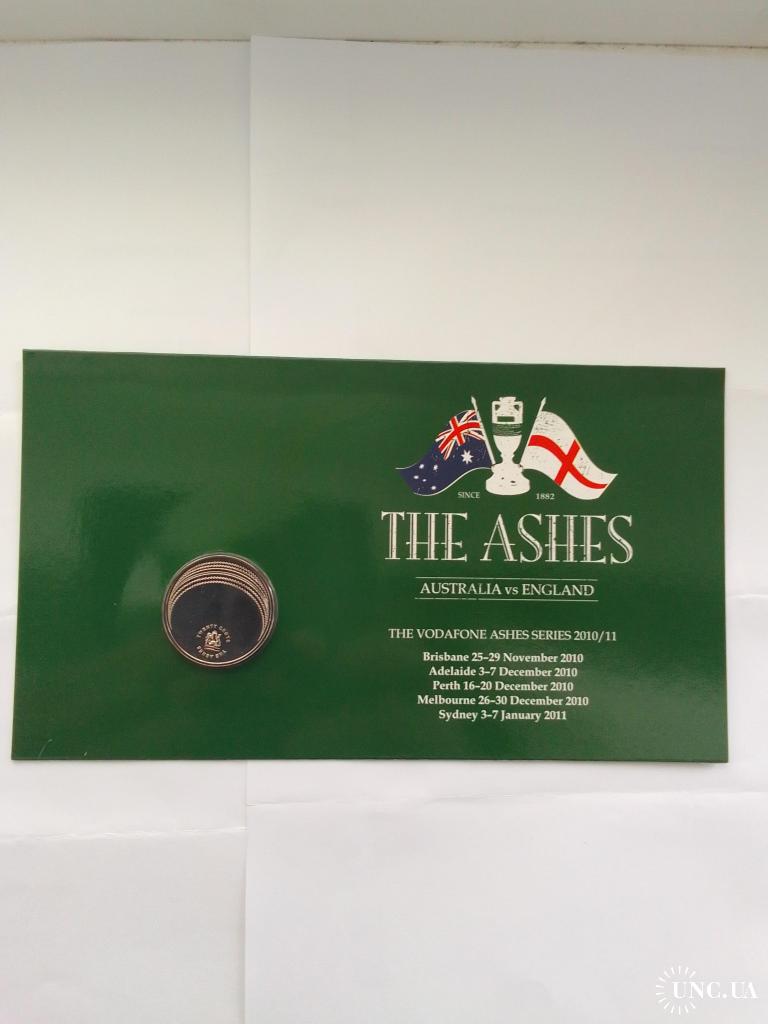 SINCE 1882
THE ASHES
AUSTRALIA vs ENGLAND
THE VODAFONE ASHES SERIES 2010/11
Brisbane 25–29 November 2010
Adelaide 3–7 December 2010
Perth 16–20 December 2010
Melbourne 26–30 December 2010
Sydney 3–7 January 2011
TWENTY CENTS
UNC.UA